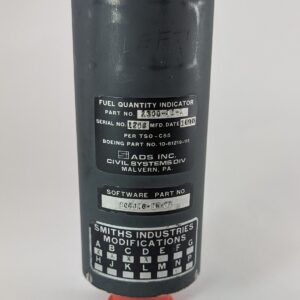 FUEL QUANTITY INDICATOR
PART NO.
SERIAL NO. MFD. DATE
PER TSO-C55
BOEING PART NO.
ADS INC.
CIVIL SYSTEMS DIV
MALVERN, PA.
SOFTWARE PART NO.
SMITHS INDUSTRIES
MODIFICATIONS
A B C D E F G
H J K L M N P